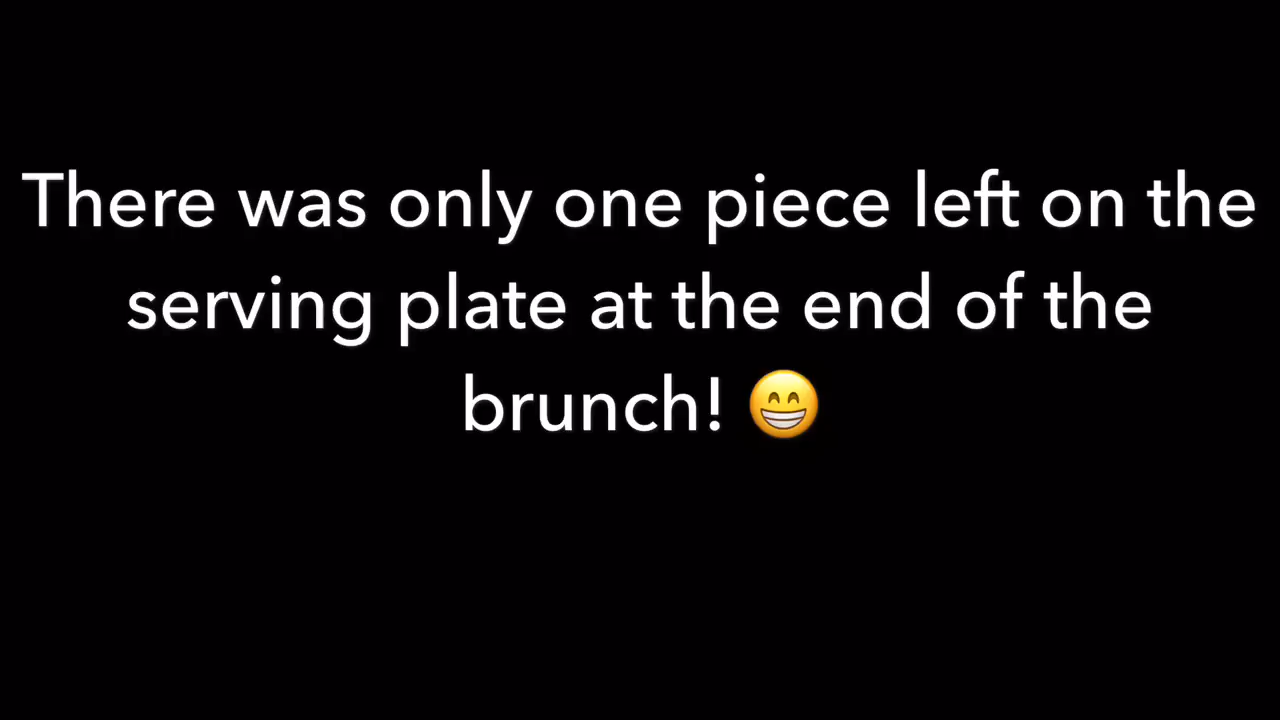 There was only one piece left on the
serving plate at the end of the
brunch! 😁